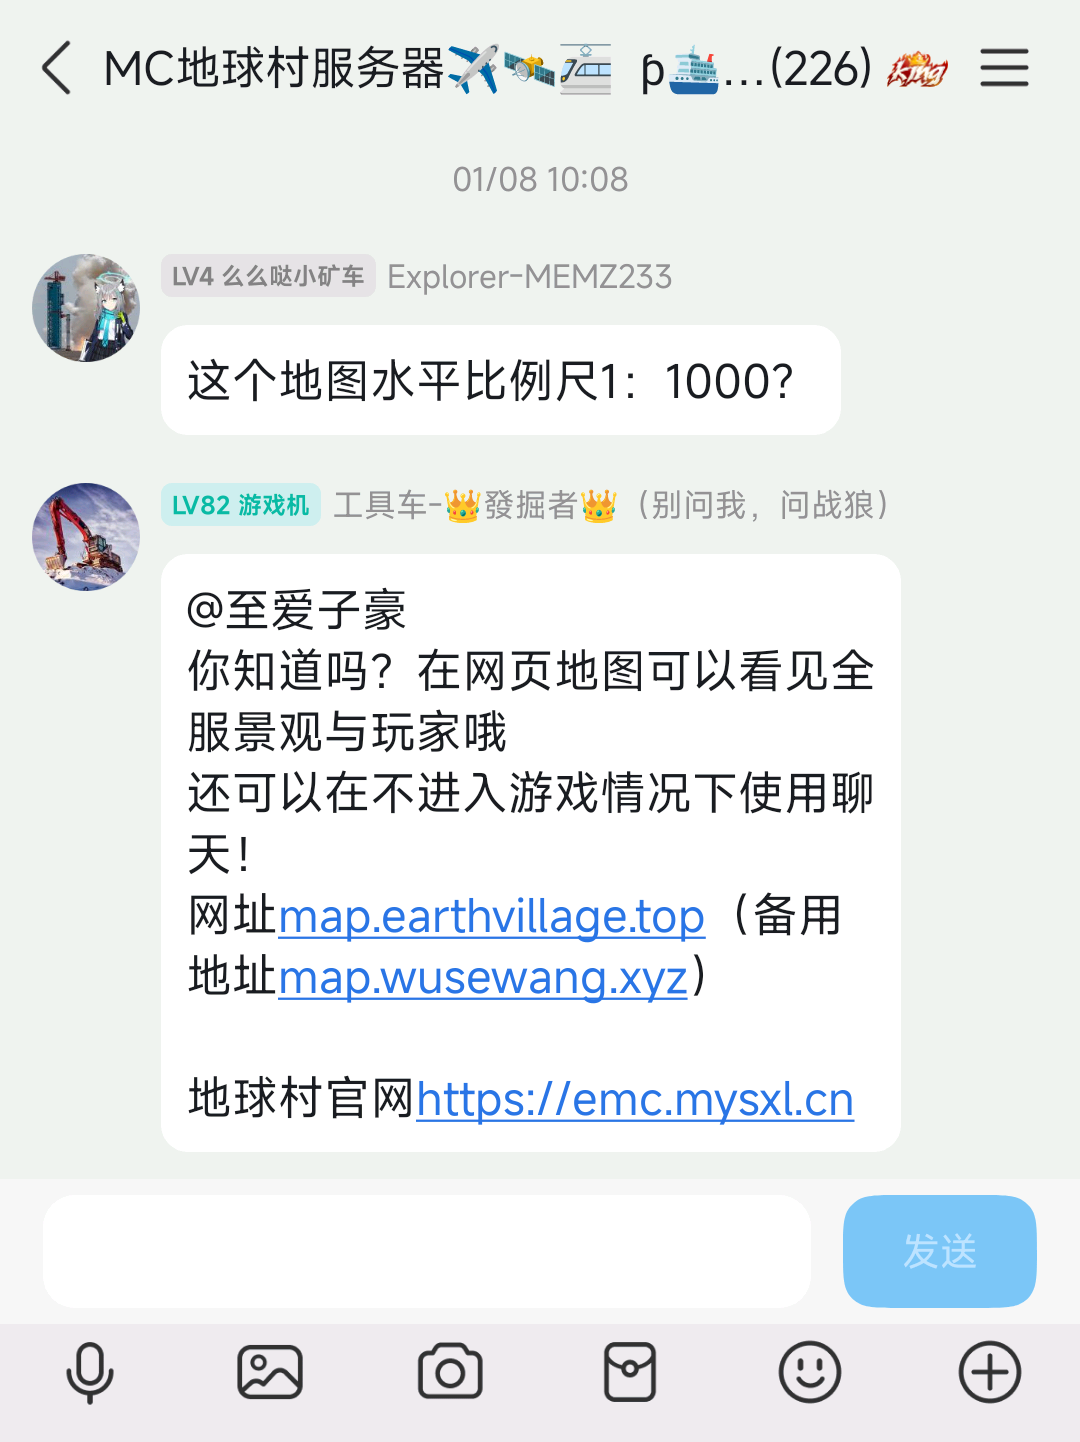 MC地球村服务器✈️🛰️🚈 ƥ🛳️...(226)
01/08 10:08
LV4 么么哒小矿车 Explorer-MEMZ233
这个地图水平比例尺1：1000?
LV82 游戏机 工具车-👑發掘者👑（别问我，问战狼）
@至爱子豪
你知道吗？在网页地图可以看见全
服景观与玩家哦
还可以在不进入游戏情况下使用聊
天！
网址map.earthvillage.top（备用
地址map.wusewang.xyz）
地球村官网https://emc.mysxl.cn
发送